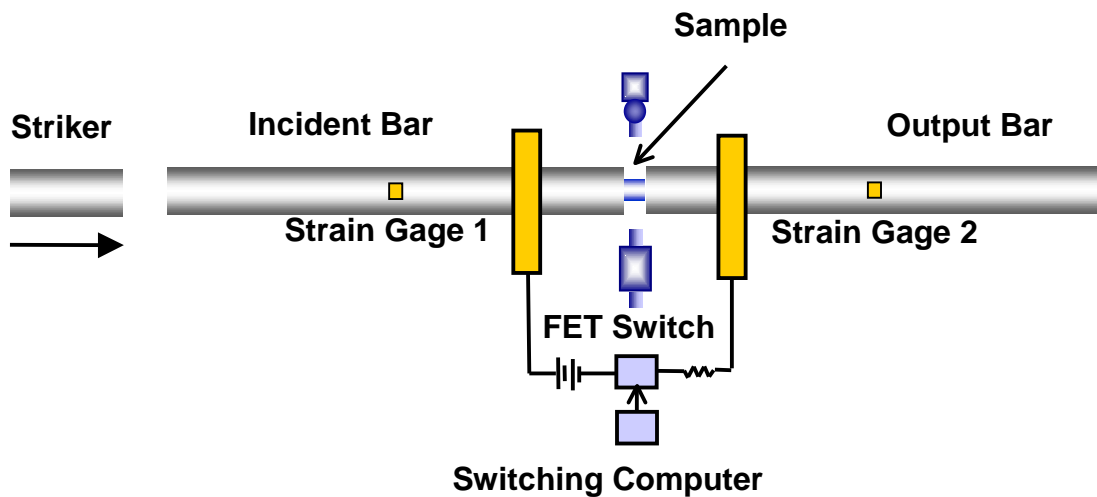 Sample
Striker
Incident Bar
Output Bar
Strain Gage 1
Strain Gage 2
FET Switch
Switching Computer